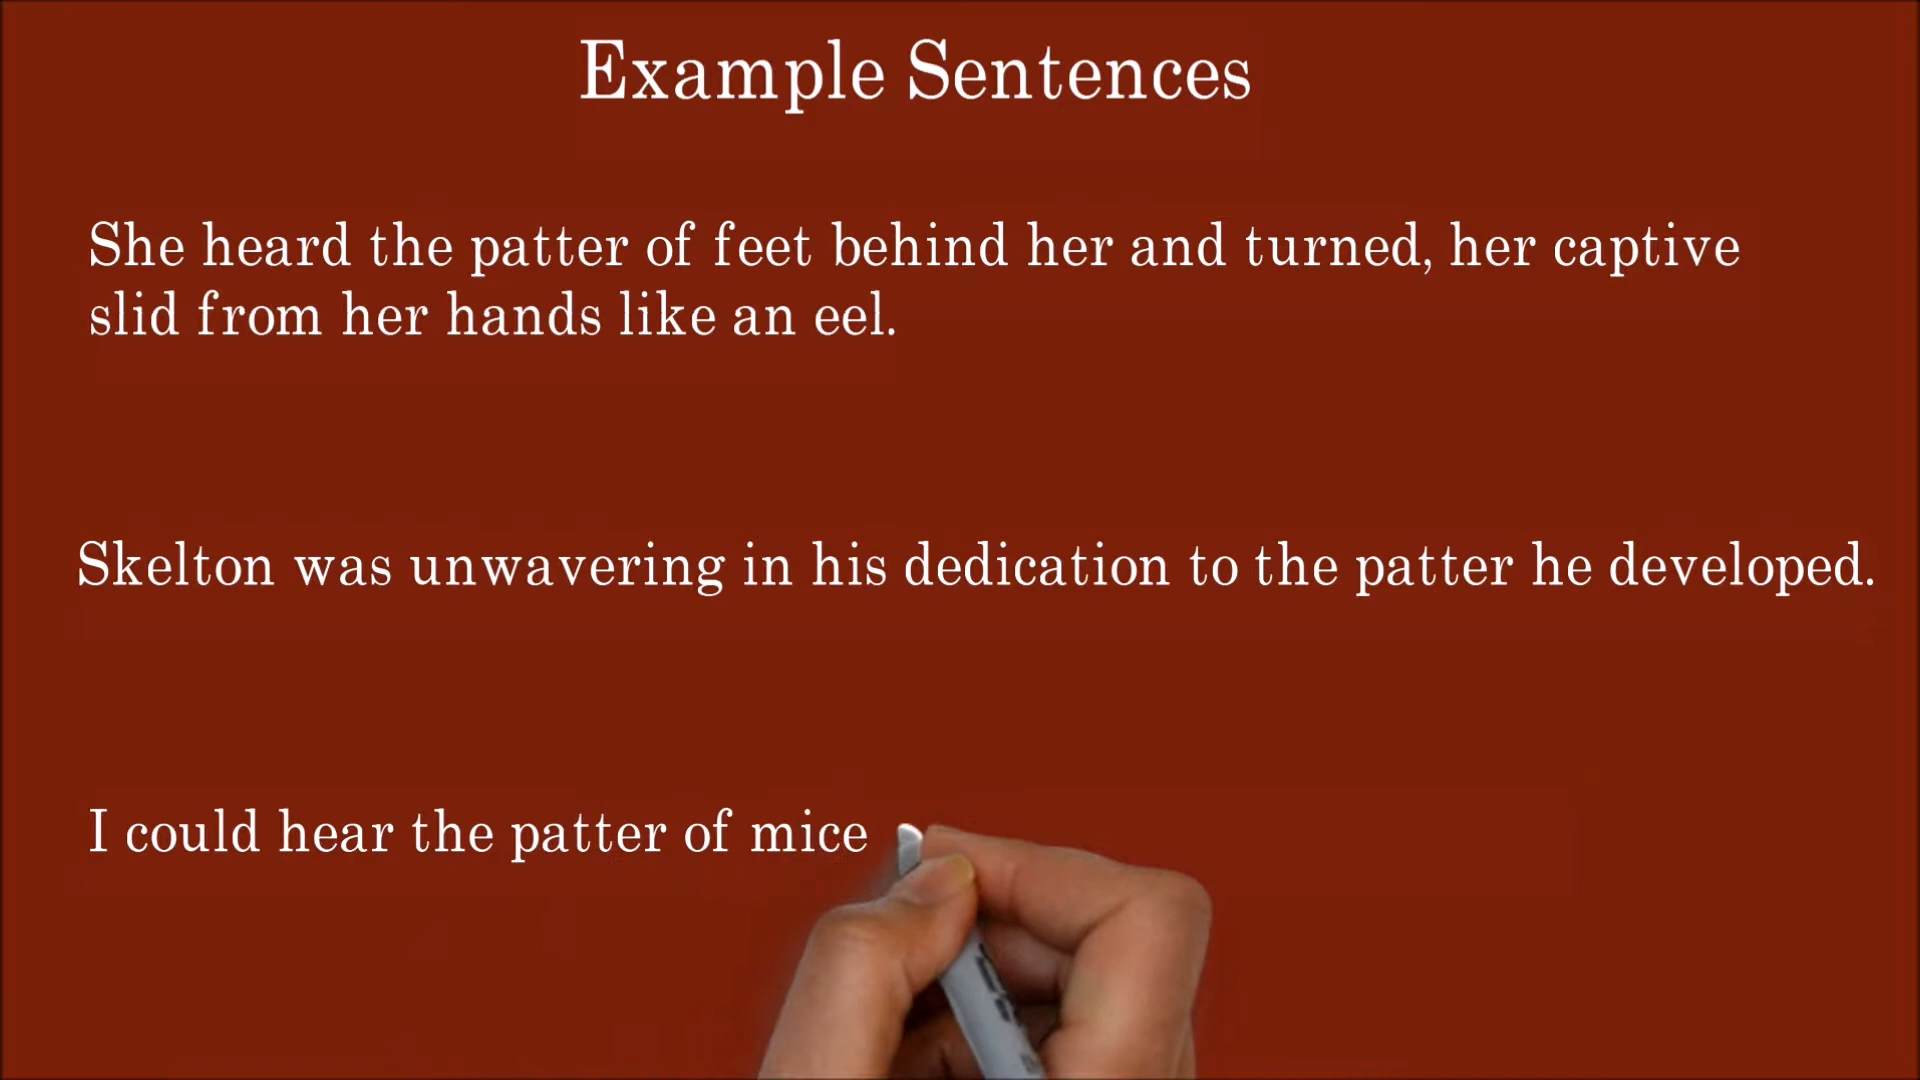 Example Sentences
She heard the patter of feet behind her and turned, her captive
slid from her hands like an eel.
Skelton was unwavering in his dedication to the patter he developed.
I could hear the patter of mice